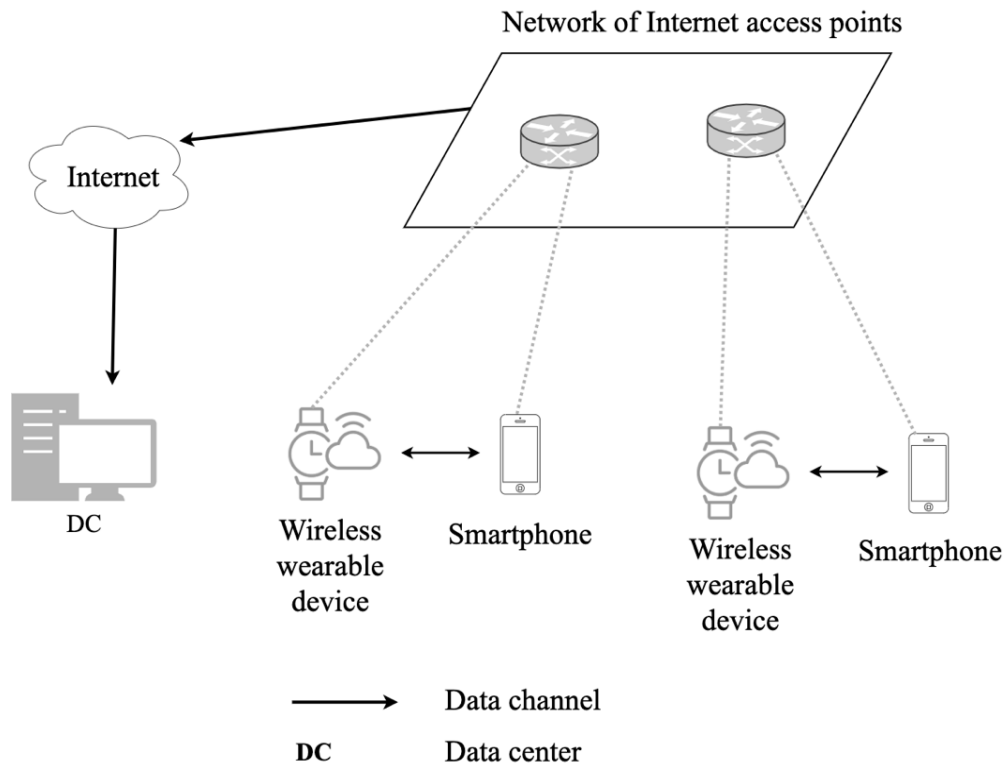 Network of Internet access points
Internet
DC
Wireless
wearable
device
Smartphone
Wireless
wearable
device
Smartphone
Data channel
DC
Data center